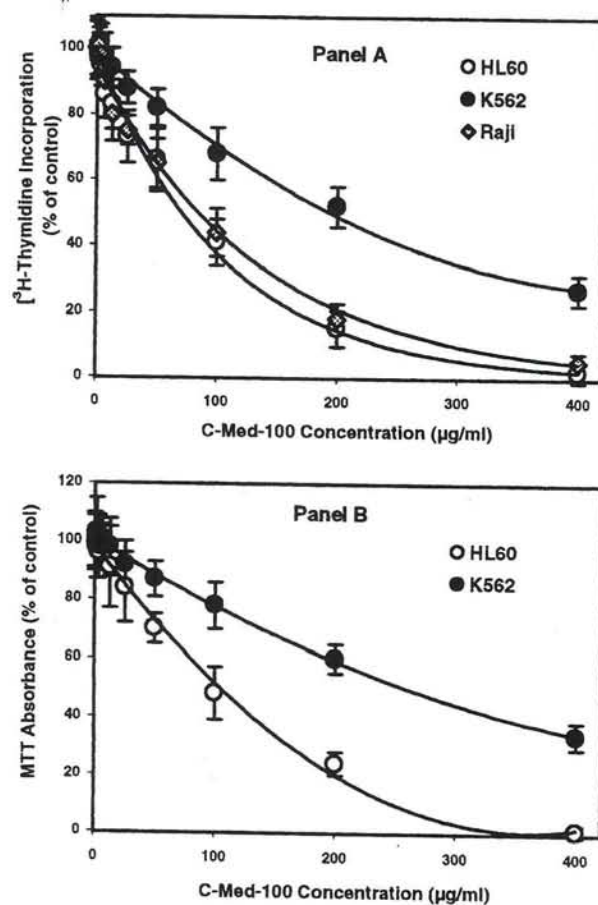 Panel A
HL60
K562
Raji
100
80
60
40
20
0
[³H-Thymidine Incorporation
(% of control)
0 100 200 300 400
C-Med-100 Concentration (µg/ml)
Panel B
HL60
K562
120
100
80
60
40
20
0
MTT Absorbance (% of control)
0 100 200 300 400
C-Med-100 Concentration (µg/ml)